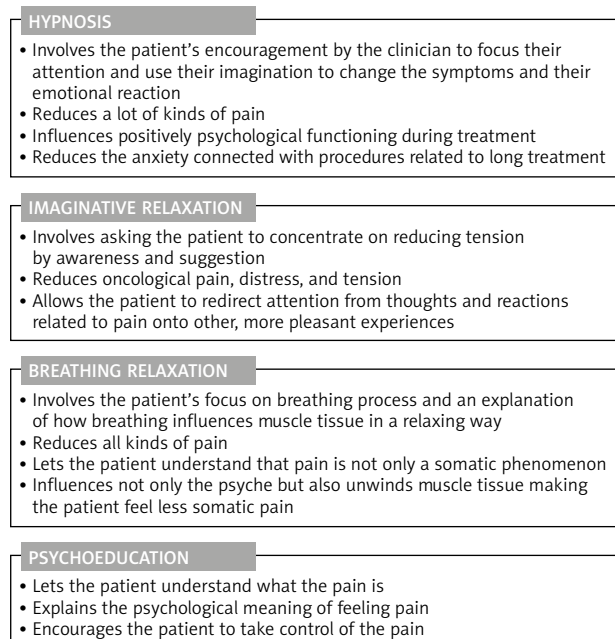 HYPNOSIS
• Involves the patient’s encouragement by the clinician to focus their
attention and use their imagination to change the symptoms and their
emotional reaction
• Reduces a lot of kinds of pain
• Influences positively psychological functioning during treatment
• Reduces the anxiety connected with procedures related to long treatment
IMAGINATIVE RELAXATION
• Involves asking the patient to concentrate on reducing tension
by awareness and suggestion
• Reduces oncological pain, distress, and tension
• Allows the patient to redirect attention from thoughts and reactions
related to pain onto other, more pleasant experiences
BREATHING RELAXATION
• Involves the patient’s focus on breathing process and an explanation
of how breathing influences muscle tissue in a relaxing way
• Reduces all kinds of pain
• Lets the patient understand that pain is not only a somatic phenomenon
• Influences not only the psyche but also unwinds muscle tissue making
the patient feel less somatic pain
PSYCHOEDUCATION
• Lets the patient understand what the pain is
• Explains the psychological meaning of feeling pain
• Encourages the patient to take control of the pain